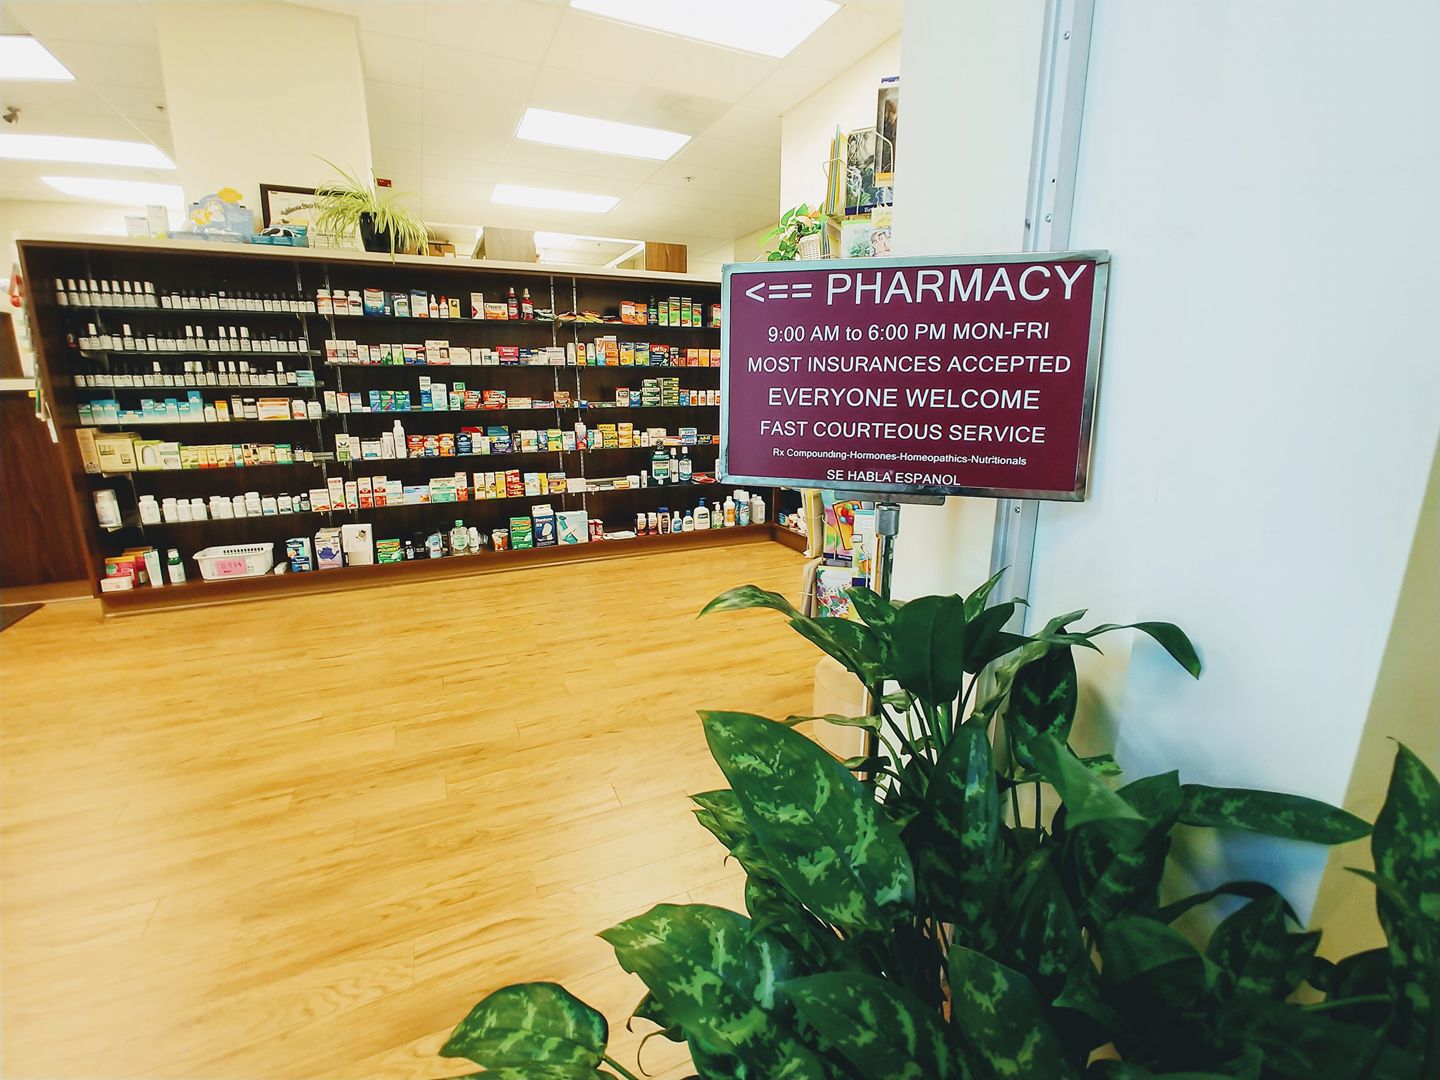 <== PHARMACY
9:00 AM to 6:00 PM MON-FRI
MOST INSURANCES ACCEPTED
EVERYONE WELCOME
FAST COURTEOUS SERVICE
Rx Compounding-Hormones-Homeopathics-Nutritionals
SE HABLA ESPANOL